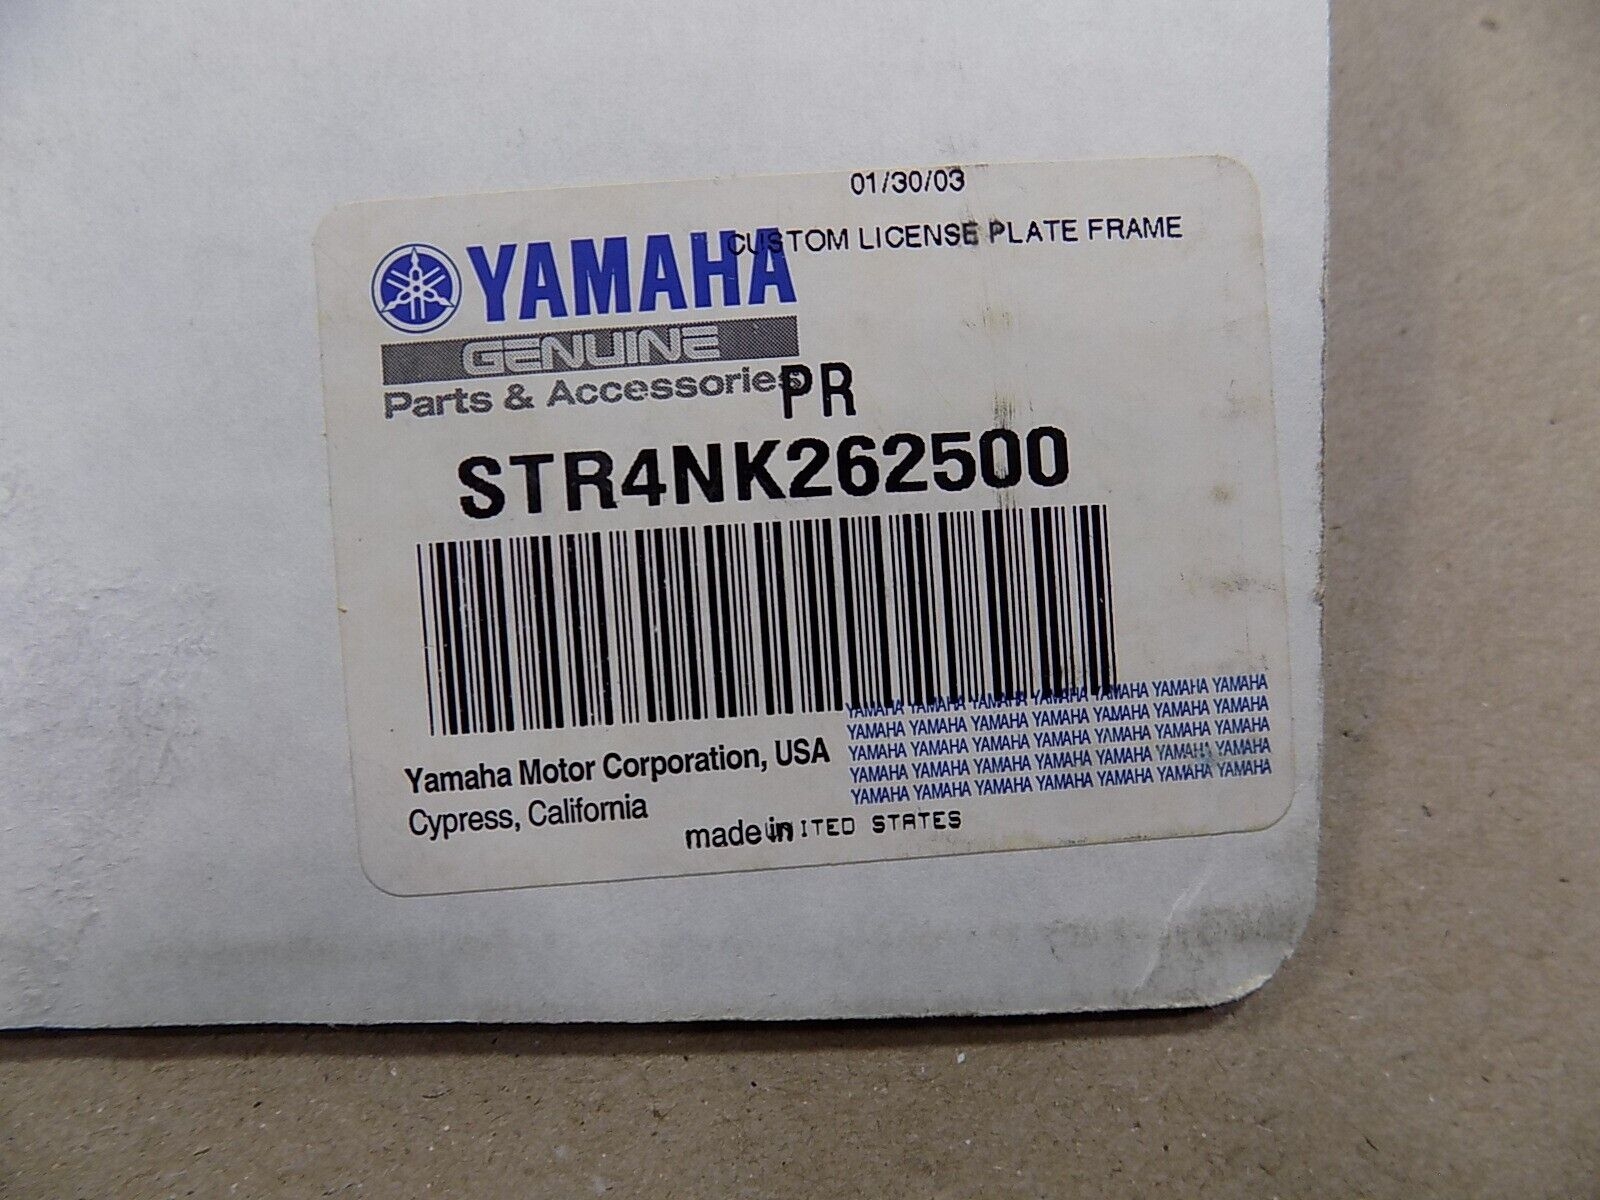 01/30/03
CUSTOM LICENSE PLATE FRAME
YAMAHA
GENUINE
Parts & Accessories
PR
STR4NK262500
YAMAHA YAMAHA YAMAHA YAMAHA YAMAHA YAMAHA YAMAHA
YAMAHA YAMAHA YAMAHA YAMAHA YAMAHA YAMAHA YAMAHA
YAMAHA YAMAHA YAMAHA YAMAHA YAMAHA YAMAHA YAMAHA
YAMAHA YAMAHA YAMAHA YAMAHA YAMAHA YAMAHA YAMAHA
YAMAHA YAMAHA YAMAHA YAMAHA YAMAHA YAMAHA YAMAHA
Yamaha Motor Corporation, USA
Cypress, California
made in UNITED STATES